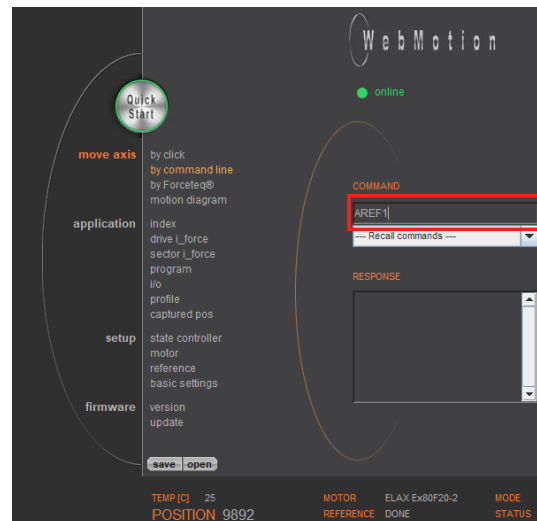 WebMotion
online
Quick
Start
move axis
by click
by command line
by Forceteq®
motion diagram
application
index
drive i_force
sector i_force
program
i/o
profile
captured pos
setup
state controller
motor
reference
basic settings
firmware
version
update
save open
COMMAND
AREF1
--- Recall commands ---
RESPONSE
TEMP [C] 25
POSITION 9892
MOTOR ELAX Ex80F20-2
REFERENCE DONE
MODE
STATUS